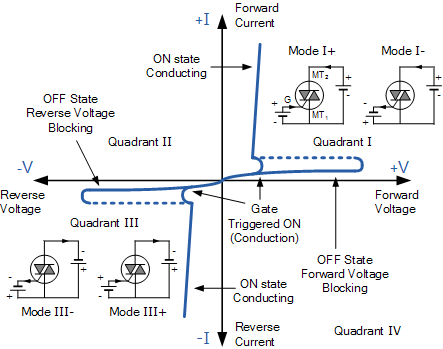 +I
Forward
Current
ON state
Conducting
Mode I+
Mode I-
MT2
G
MT1
+
-
+
-
+
-
+
-
OFF State
Reverse Voltage
Blocking
Quadrant II
Quadrant I
-V
+V
Reverse
Voltage
Forward
Voltage
Quadrant III
Gate
Triggered ON
(Conduction)
OFF State
Forward Voltage
Blocking
-
+
-
+
-
+
-
+
Mode III-
Mode III+
ON state
Conducting
-I
Reverse
Current
Quadrant IV